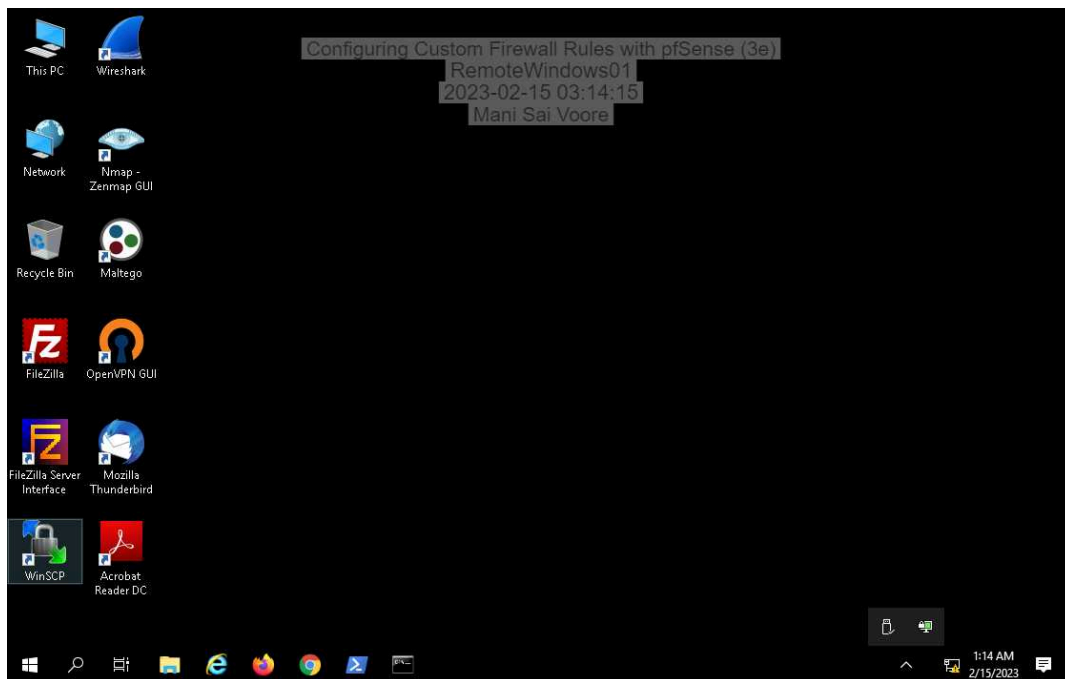 Configuring Custom Firewall Rules with pfSense (3e)
RemoteWindows01
2023-02-15 03:14:15
Mani Sai Voore
This PC
Wireshark
Network
Nmap -
Zenmap GUI
Recycle Bin
Maltego
FileZilla
OpenVPN GUI
FileZilla Server
Interface
Mozilla
Thunderbird
WinSCP
Acrobat
Reader DC
1:14 AM
2/15/2023